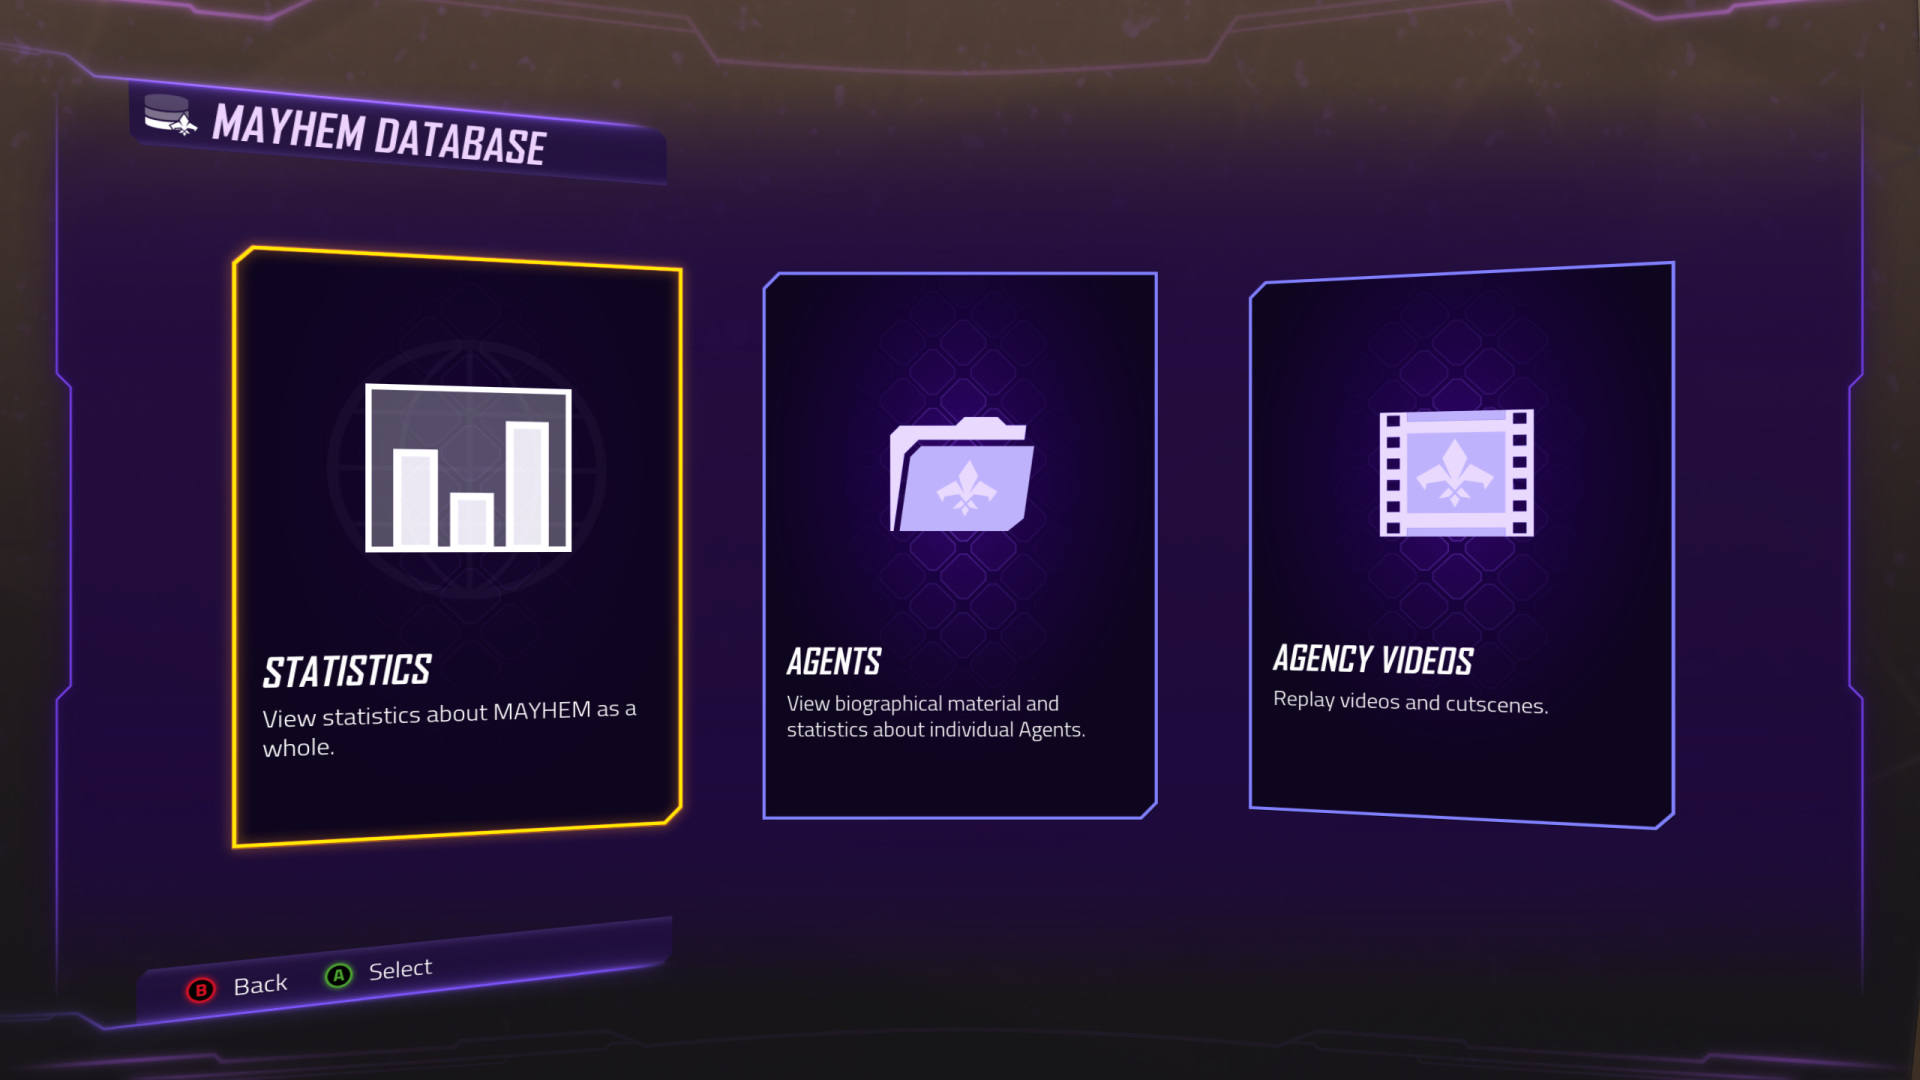 MAYHEM DATABASE
STATISTICS
View statistics about MAYHEM as a
whole.
AGENTS
View biographical material and
statistics about individual Agents.
AGENCY VIDEOS
Replay videos and cutscenes.
B Back A Select